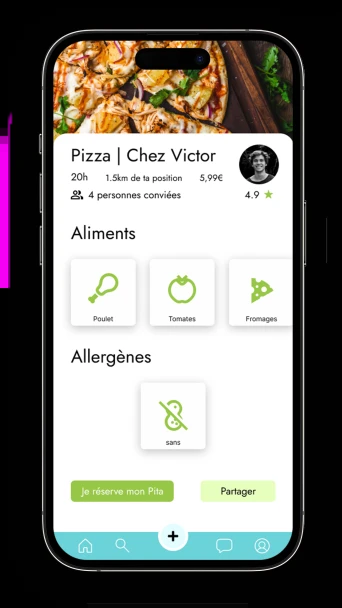 Pizza | Chez Victor
20h 1.5km de ta position 5,99€
4 personnes conviées 4.9
Aliments
Poulet Tomates Fromages
Allergènes
sans
Je réserve mon Pita Partager